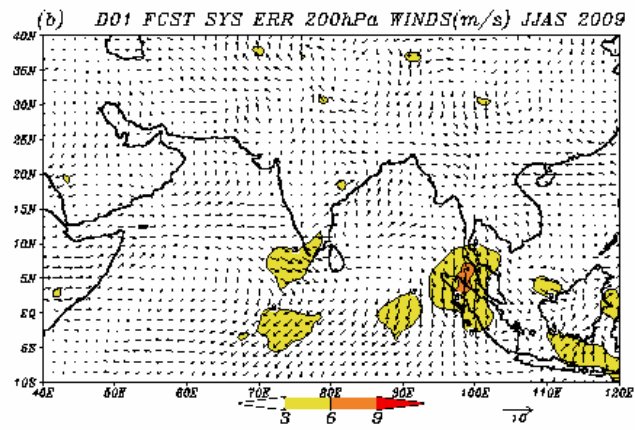 (b) D01 FCST SYS ERR 200hPa WINDS(m/s) JJAS 2009
40N
35N
30N
25N
20N
15N
10N
5N
EQ
5S
10S
40E 50E 60E 70E 80E 90E 100E 110E 120E
3 6 9
10